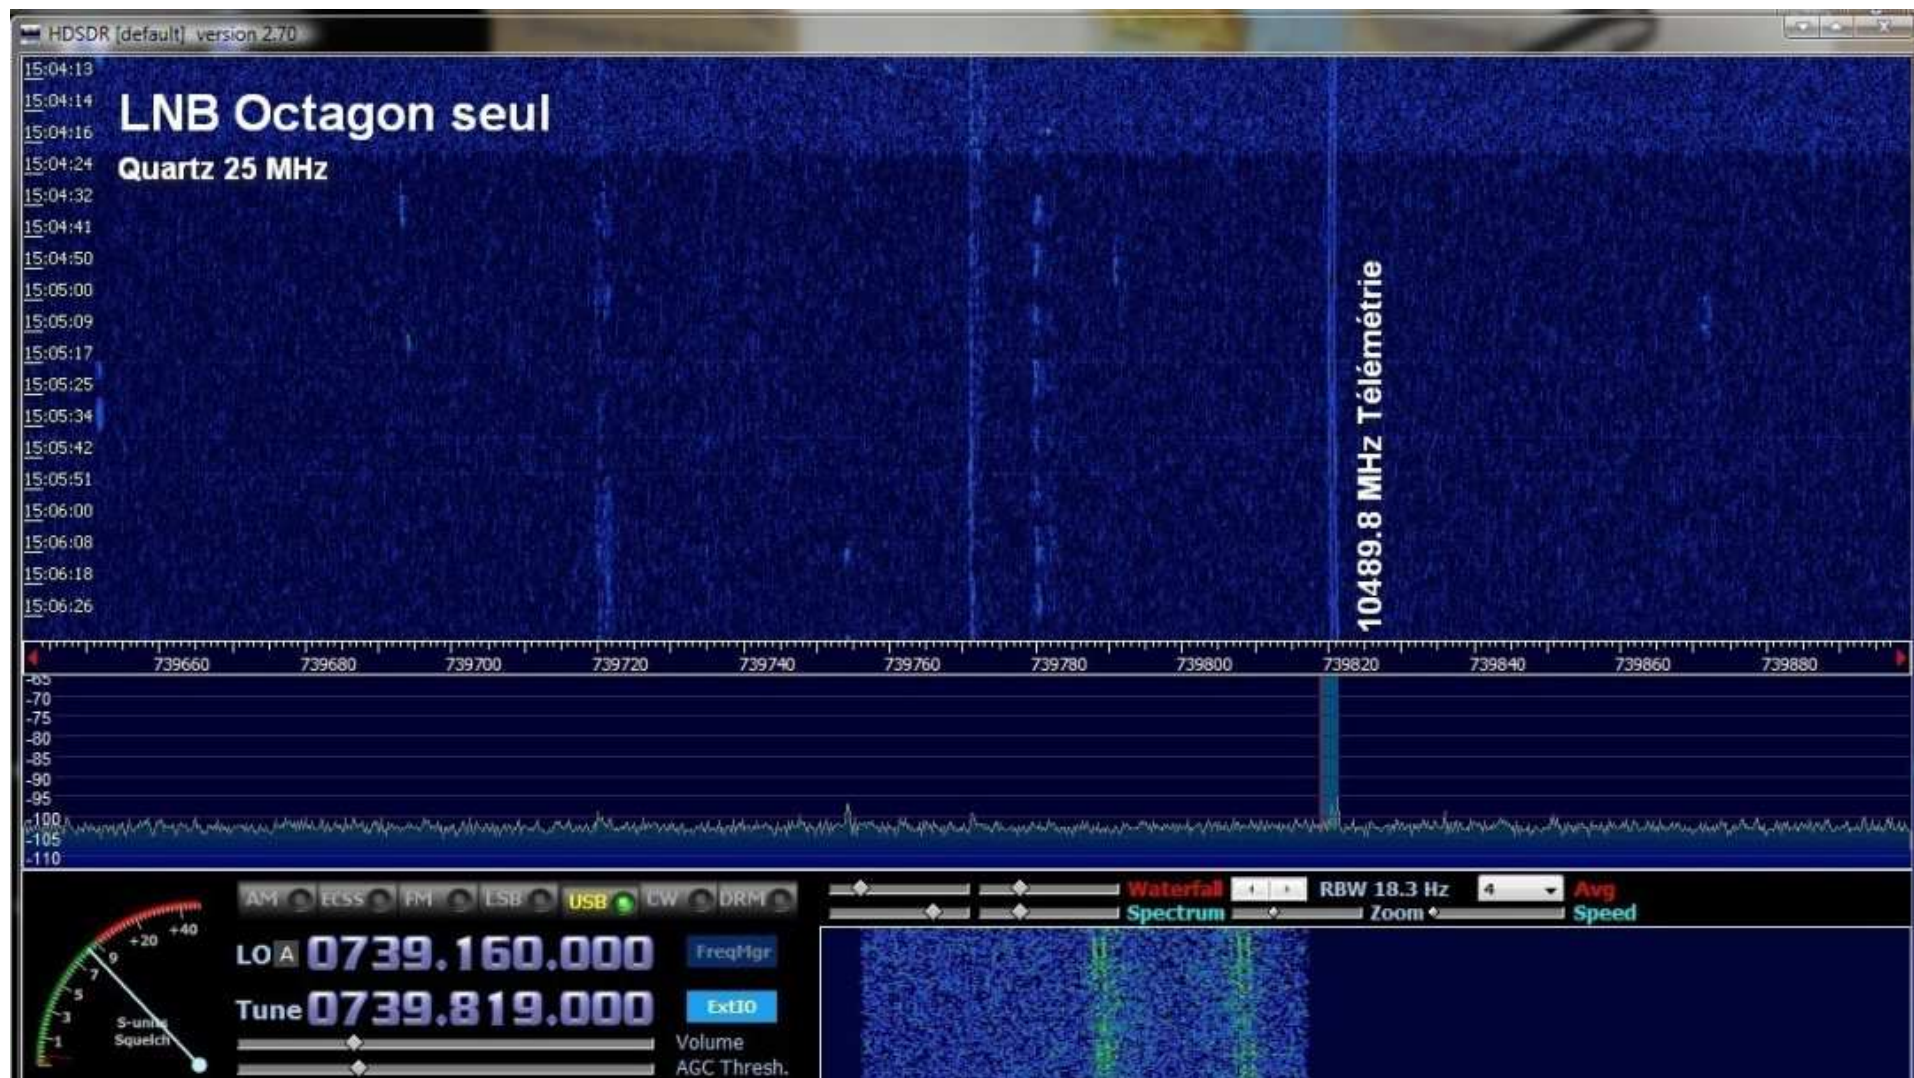 HDSDR [default] version 2.70
15:04:13
15:04:14
15:04:16
15:04:24
15:04:32
15:04:41
15:04:50
15:05:00
15:05:09
15:05:17
15:05:25
15:05:34
15:05:42
15:05:51
15:06:00
15:06:08
15:06:18
15:06:26
LNB Octagon seul
Quartz 25 MHz
10489.8 MHz Télémétrie
739660 739680 739700 739720 739740 739760 739780 739800 739820 739840 739860 739880
-65
-70
-75
-80
-85
-90
-95
-100
-105
-110
AM ECSS FM LSB USB CW DRM
Waterfall RBW 18.3 Hz 4 Avg
Spectrum Zoom Speed
+20 +40
9
7
5
3
1
S-units
Squelch
LO A 0739.160.000 FreqMgr
Tune 0739.819.000 ExtIO
Volume
AGC Thresh.